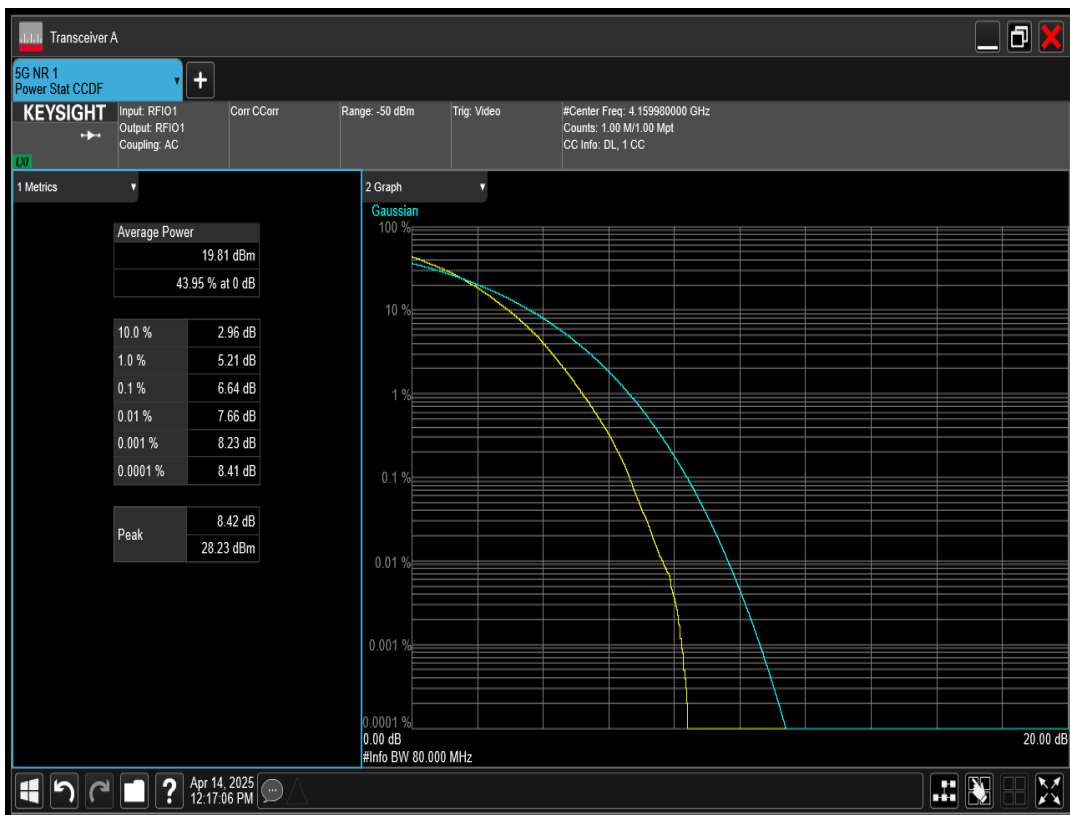 Transceiver A
5G NR 1
Power Stat CCDF
KEYSIGHT
LXI
Input: RFIO1
Output: RFIO1
Coupling: AC
Corr CCorr
Range: -50 dBm
Trig: Video
#Center Freq: 4.159980000 GHz
Counts: 1.00 M/1.00 Mpt
CC Info: DL, 1 CC
1 Metrics
Average Power
19.81 dBm
43.95 % at 0 dB
10.0 % 2.96 dB
1.0 % 5.21 dB
0.1 % 6.64 dB
0.01 % 7.66 dB
0.001 % 8.23 dB
0.0001 % 8.41 dB
Peak
8.42 dB
28.23 dBm
2 Graph
Gaussian
100 %
10 %
1 %
0.1 %
0.01 %
0.001 %
0.0001 %
0.00 dB 20.00 dB
#Info BW 80.000 MHz
?
Apr 14, 2025
12:17:06 PM